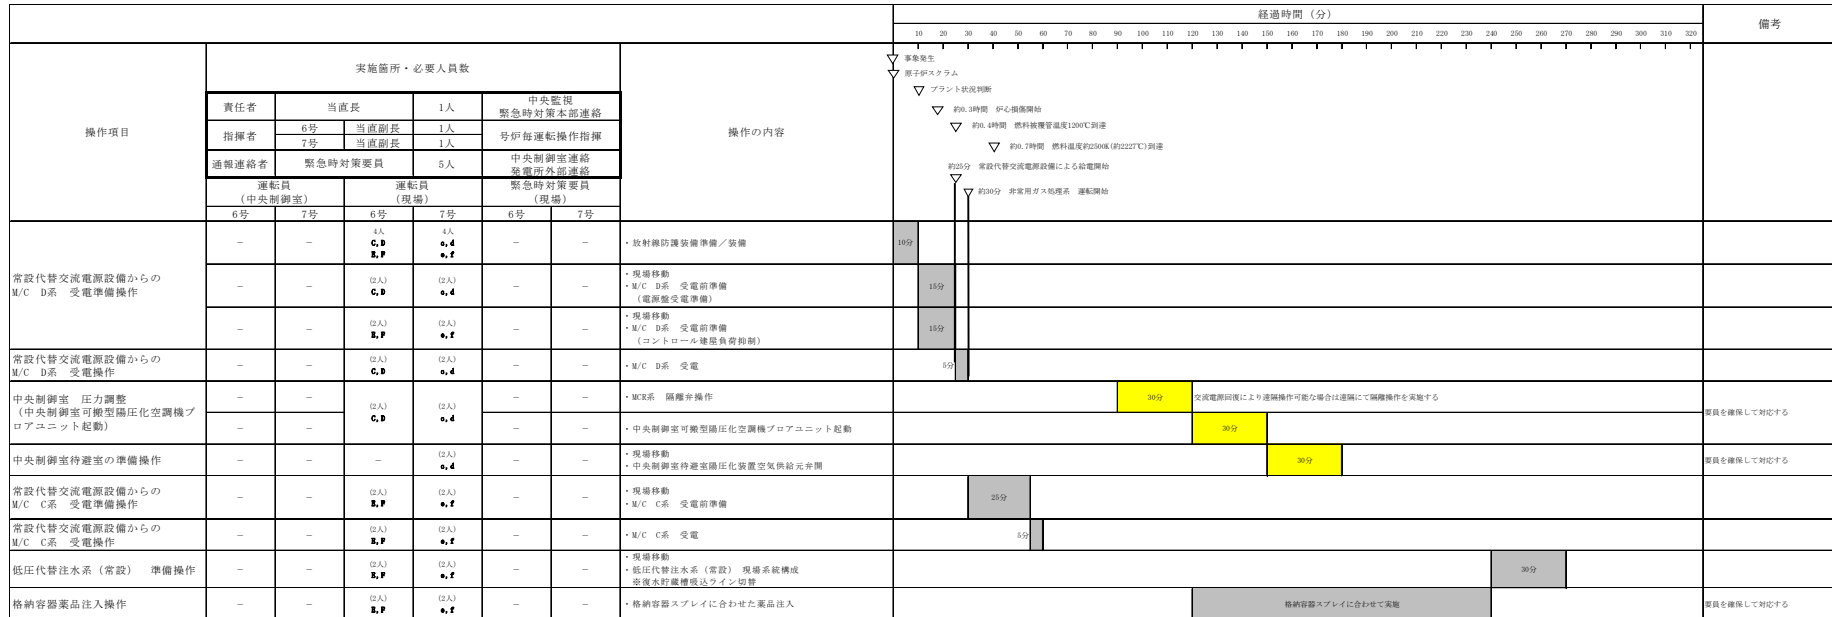 経過時間（分）
備考
10 20 30 40 50 60 70 80 90 100 110 120 130 140 150 160 170 180 190 200 210 220 230 240 250 260 270 280 290 300 310 320
操作項目
実施箇所・必要人員数
操作の内容
責任者 当直長 1人 中央監視
緊急時対策本部連絡
指揮者 6号 当直副長 1人 号炉毎運転操作指揮
7号 当直副長 1人
通報連絡者 緊急時対策要員 5人 中央制御室連絡
発電所外部連絡
運転員
（中央制御室）
運転員
（現場）
緊急時対策要員
（現場）
6号 7号 6号 7号 6号 7号
事象発生
原子炉スクラム
プラント状況判断
約0.3時間 炉心損傷開始
約0.4時間 燃料被覆管温度1200℃到達
約0.7時間 燃料温度約2500K(約2227℃)到達
約25分 常設代替交流電源設備による給電開始
約30分 非常用ガス処理系 運転開始
常設代替交流電源設備からの
M/C D系 受電準備操作
－ － 4人 4人 － －
C,D c,d
E,F e,f
・放射線防護装備準備／装備
10分
－ － (2人) (2人) － －
C,D c,d
・現場移動
・M/C D系 受電前準備
（電源盤受電準備）
15分
－ － (2人) (2人) － －
E,F e,f
・現場移動
・M/C D系 受電前準備
（コントロール建屋負荷抑制）
15分
常設代替交流電源設備からの
M/C D系 受電操作
－ － (2人) (2人) － －
C,D c,d
・M/C D系 受電
5分
中央制御室 圧力調整
（中央制御室可搬型陽圧化空調機ブ
ロアユニット起動）
－ － (2人) (2人) － －
C,D c,d
・MCR系 隔離弁操作
30分
交流電源回復により遠隔操作可能な場合は遠隔にて隔離操作を実施する
要員を確保して対応する
－ － － －
・中央制御室可搬型陽圧化空調機ブロアユニット起動
30分
中央制御室待避室の準備操作
－ － － (2人) － －
c,d
・現場移動
・中央制御室待避室陽圧化装置空気供給元弁開
30分
要員を確保して対応する
常設代替交流電源設備からの
M/C C系 受電準備操作
－ － (2人) (2人) － －
E,F e,f
・現場移動
・M/C C系 受電前準備
25分
常設代替交流電源設備からの
M/C C系 受電操作
－ － (2人) (2人) － －
E,F e,f
・M/C C系 受電
5分
低圧代替注水系（常設） 準備操作
－ － (2人) (2人) － －
E,F e,f
・現場移動
・低圧代替注水系（常設） 現場系統構成
※復水貯蔵槽吸込ライン切替
30分
格納容器薬品注入操作
－ － (2人) (2人) － －
E,F e,f
・格納容器スプレイに合わせた薬品注入
格納容器スプレイに合わせて実施
要員を確保して対応する